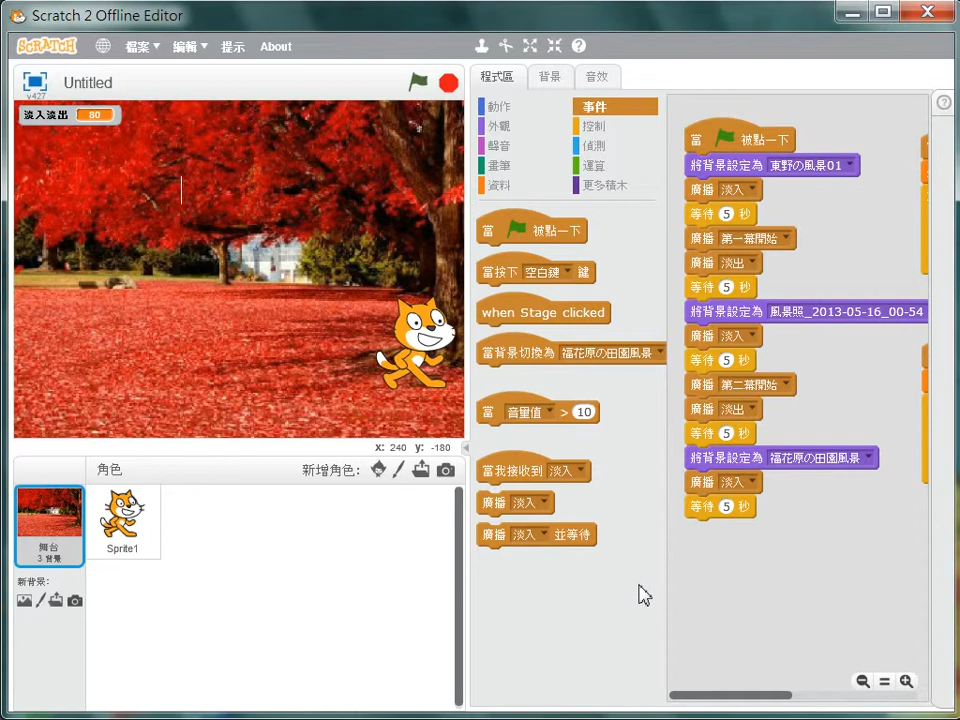 Scratch 2 Offline Editor
SCRATCH 檔案 編輯 提示 About
v427
Untitled
程式區 背景 音效
淡入淡出 80
動作 事件
外觀 控制
聲音 偵測
畫筆 運算
資料 更多積木
當 被點一下
當按下 空白鍵 鍵
when Stage clicked
當背景切換為 福花原の田園風景
當 音量值 > 10
當我接收到 淡入
廣播 淡入
廣播 淡入 並等待
當 被點一下
將背景設定為 東野の風景01
廣播 淡入
等待 5 秒
廣播 第一幕開始
廣播 淡出
等待 5 秒
將背景設定為 風景照_2013-05-16_00-54
廣播 淡入
等待 5 秒
廣播 第二幕開始
廣播 淡出
等待 5 秒
將背景設定為 福花原の田園風景
廣播 淡入
等待 5 秒
x: 240 y: -180
角色 新增角色:
舞台
3 背景
Sprite1
新背景: